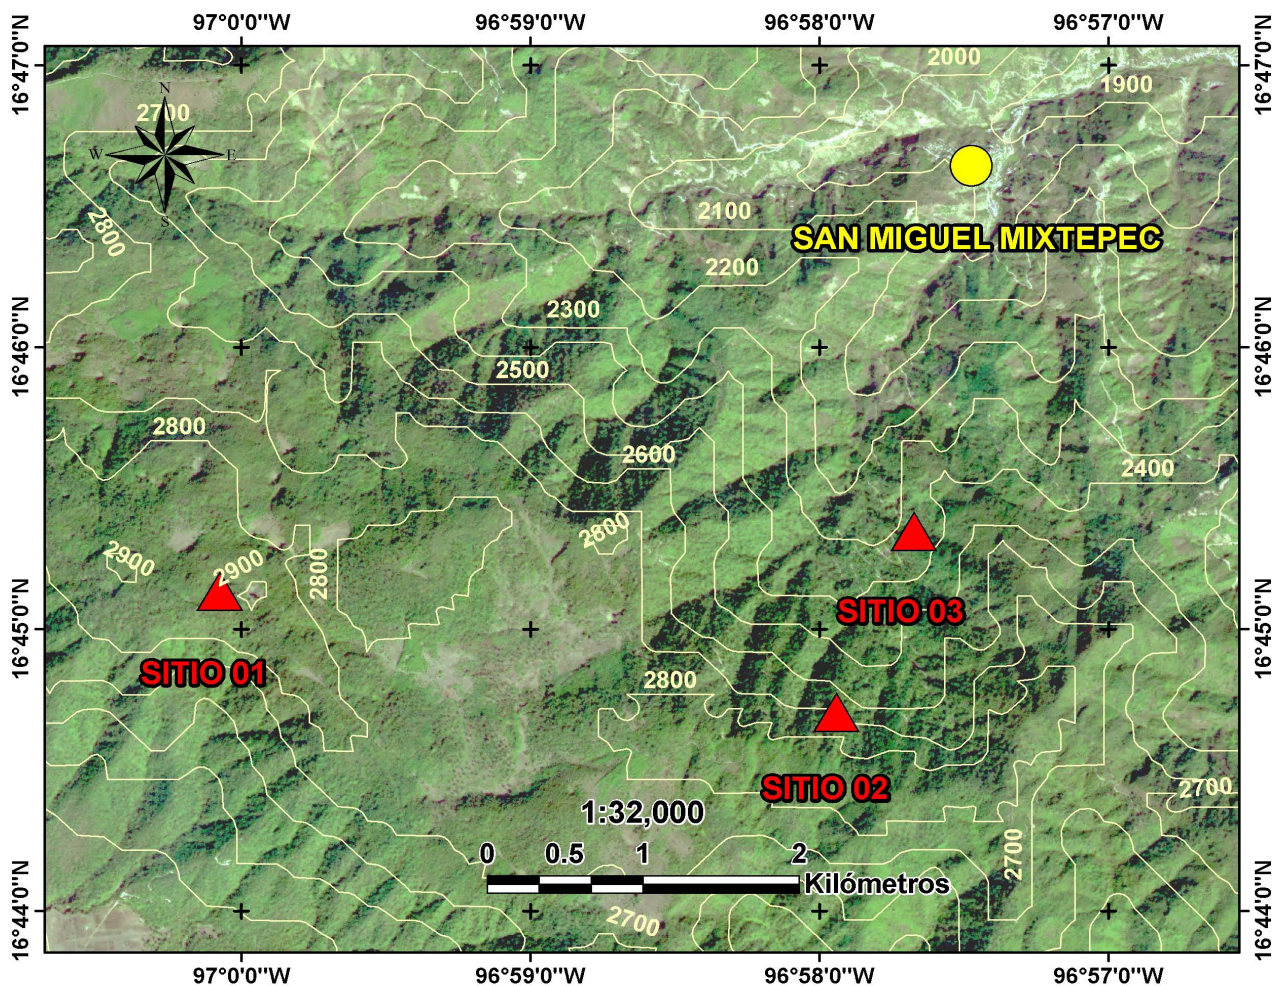 97°0'0"W 96°59'0"W 96°58'0"W 96°57'0"W
16°47'0"N
16°47'0"N
2000
1900
2700
N
W
E
S
2100
SAN MIGUEL MIXTEPEC
2800
2200
2300
16°46'0"N
16°46'0"N
2500
2800
2600
2400
2800
2900
2900
2800
SITIO 03
16°45'0"N
16°45'0"N
SITIO 01
2800
SITIO 02
2700
1:32,000
2700
0 0.5 1 2
Kilómetros
2700
16°44'0"N
16°44'0"N
97°0'0"W 96°59'0"W 96°58'0"W 96°57'0"W